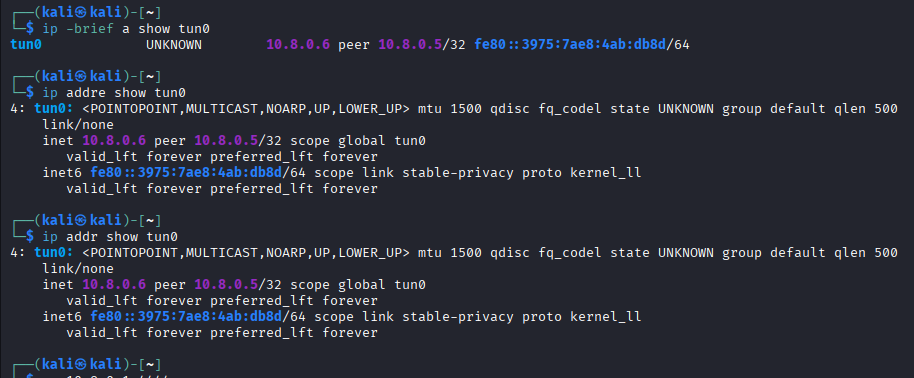 ┌──(kali㉿kali)-[~]
└─$ ip -brief a show tun0
tun0             UNKNOWN        10.8.0.6 peer 10.8.0.5/32 fe80::3975:7ae8:4ab:db8d/64
┌──(kali㉿kali)-[~]
└─$ ip addre show tun0
4: tun0: <POINTOPOINT,MULTICAST,NOARP,UP,LOWER_UP> mtu 1500 qdisc fq_codel state UNKNOWN group default qlen 500
    link/none
    inet 10.8.0.6 peer 10.8.0.5/32 scope global tun0
       valid_lft forever preferred_lft forever
    inet6 fe80::3975:7ae8:4ab:db8d/64 scope link stable-privacy proto kernel_ll
       valid_lft forever preferred_lft forever
┌──(kali㉿kali)-[~]
└─$ ip addr show tun0
4: tun0: <POINTOPOINT,MULTICAST,NOARP,UP,LOWER_UP> mtu 1500 qdisc fq_codel state UNKNOWN group default qlen 500
    link/none
    inet 10.8.0.6 peer 10.8.0.5/32 scope global tun0
       valid_lft forever preferred_lft forever
    inet6 fe80::3975:7ae8:4ab:db8d/64 scope link stable-privacy proto kernel_ll
       valid_lft forever preferred_lft forever
┌──(kali㉿kali)-[~]